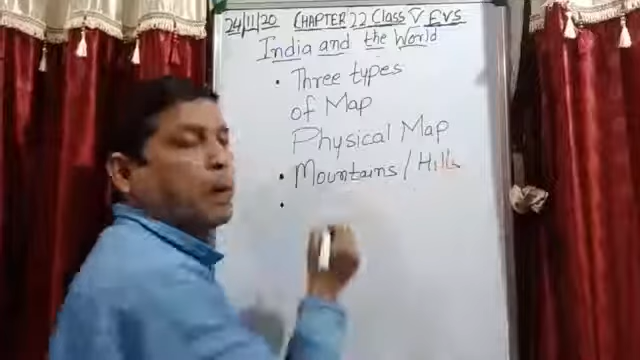 24/11/20 CHAPTER 22 Class V EVS
India and the World
• Three types
of Map
Physical Map
• Mountains / Hills
•